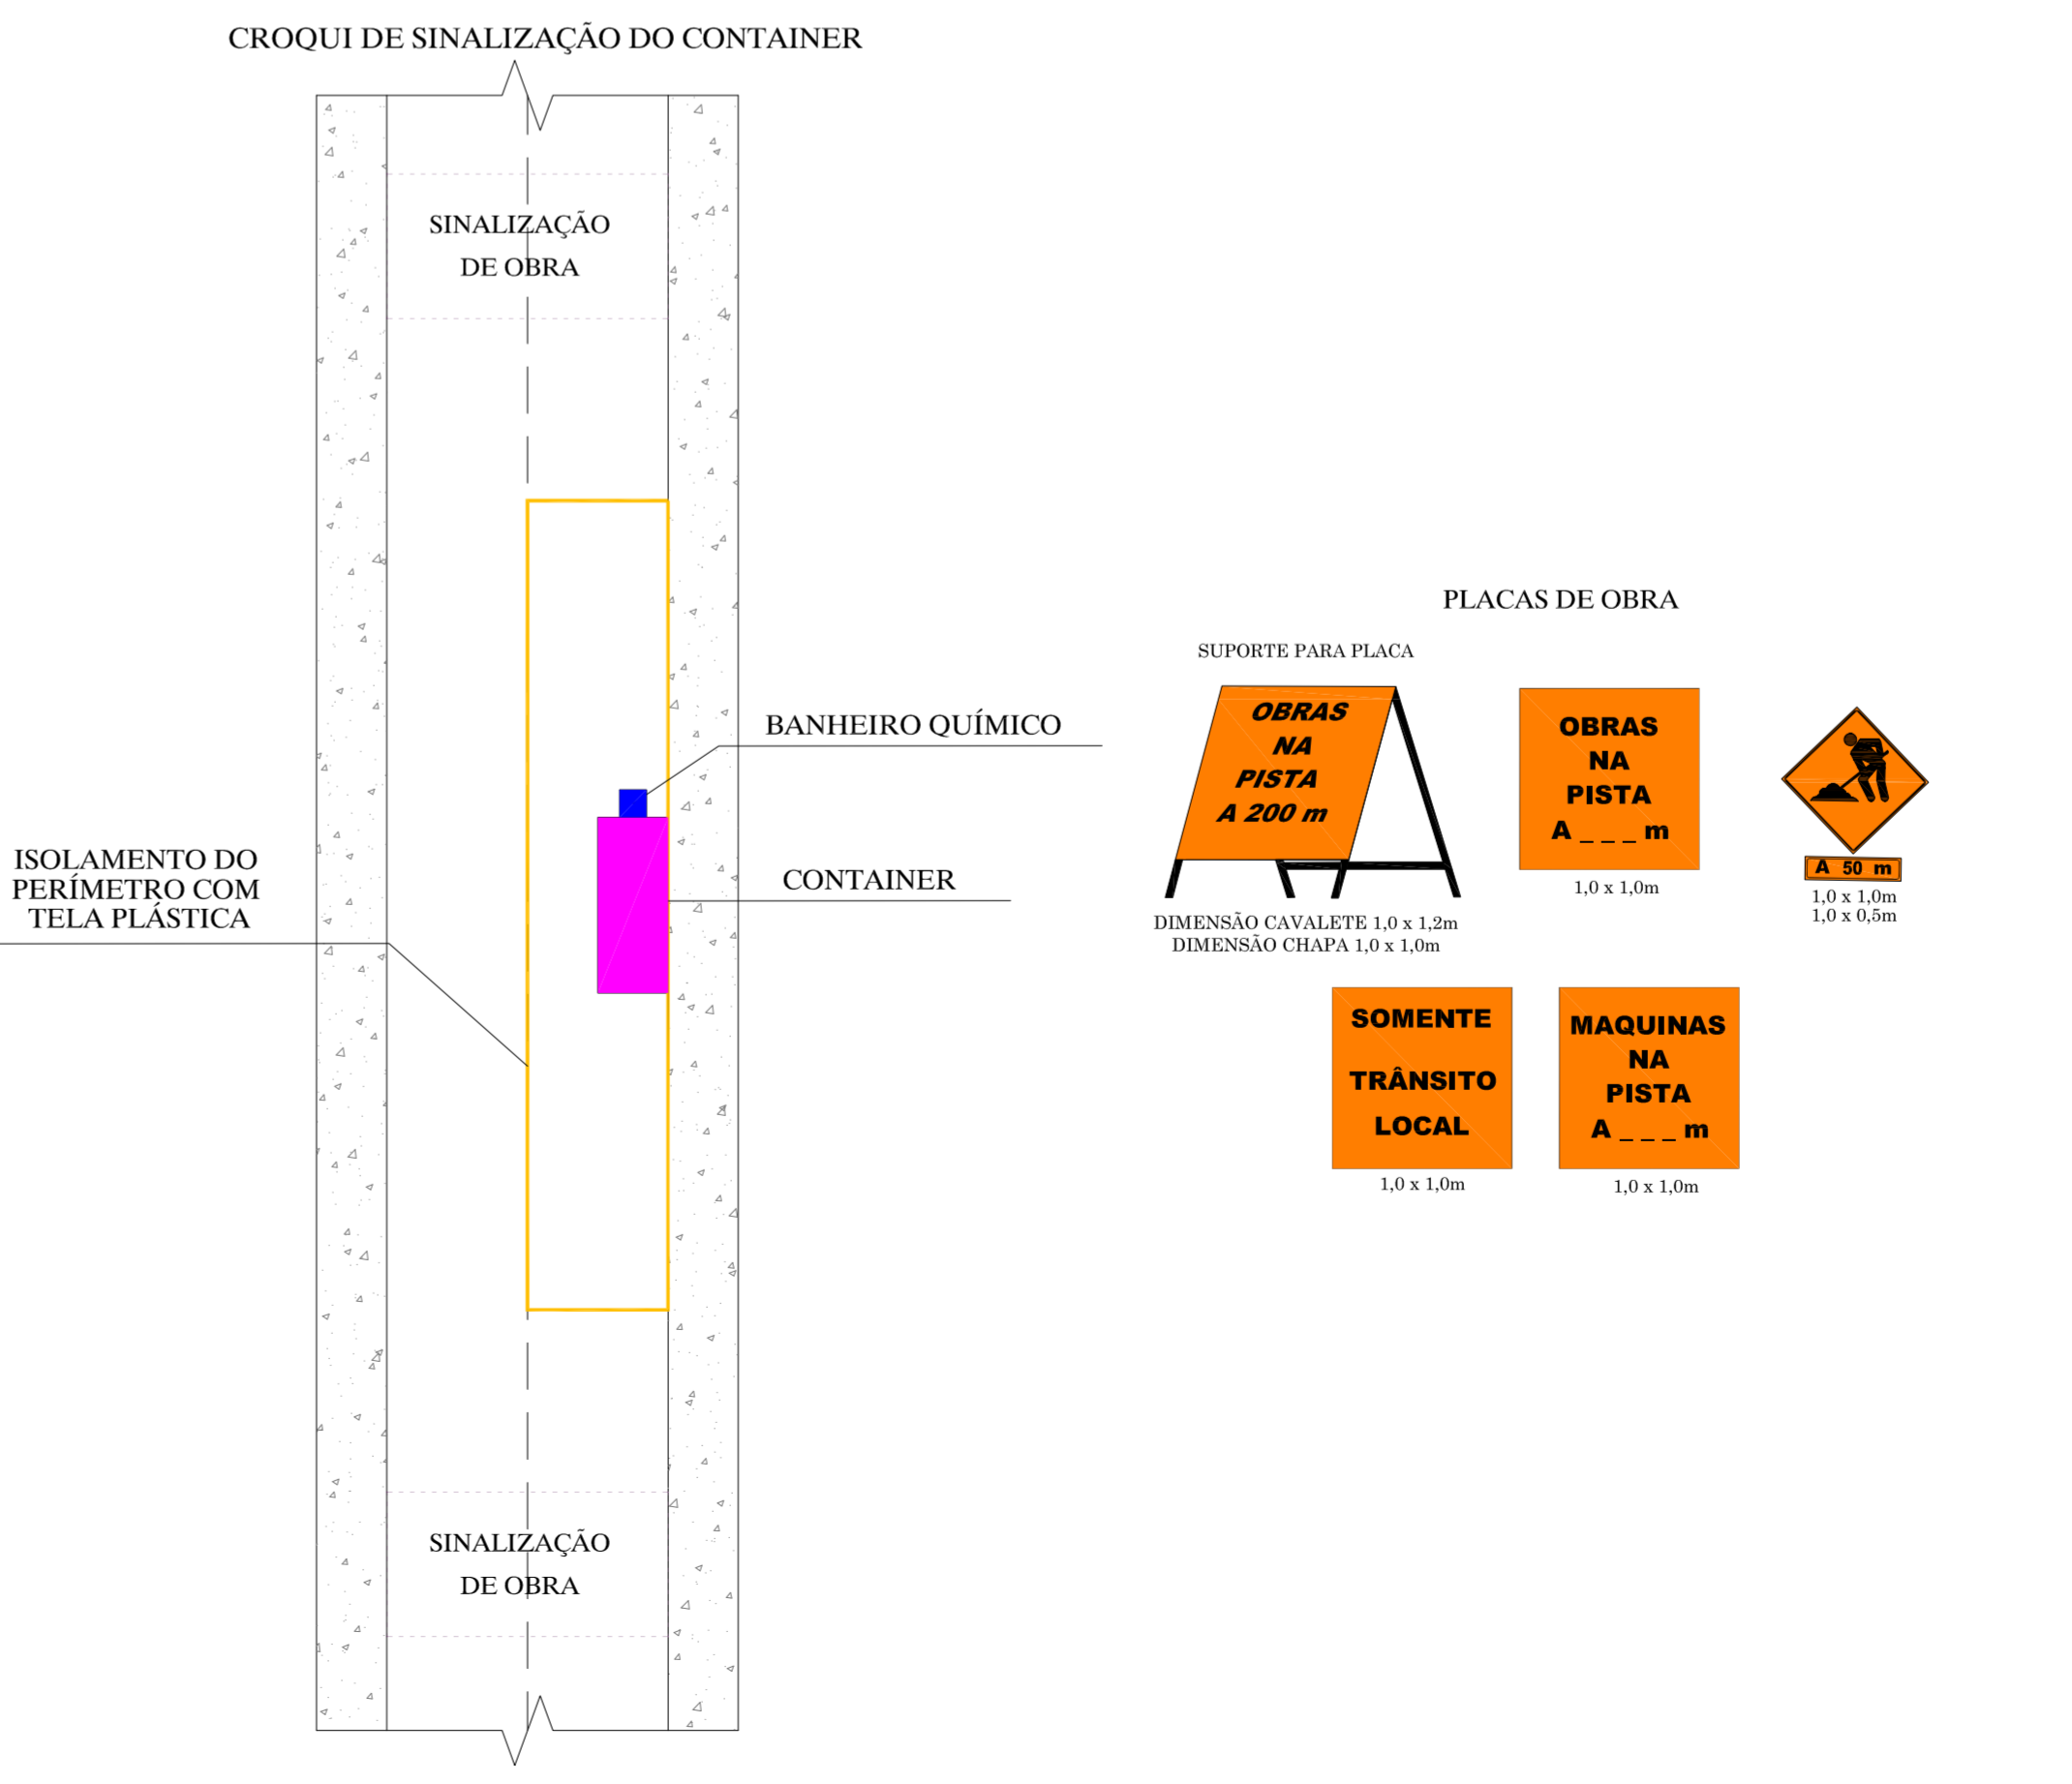 CROQUI DE SINALIZAÇÃO DO CONTAINER
SINALIZAÇÃO
DE OBRA
BANHEIRO QUÍMICO
CONTAINER
ISOLAMENTO DO
PERÍMETRO COM
TELA PLÁSTICA
SINALIZAÇÃO
DE OBRA
PLACAS DE OBRA
SUPORTE PARA PLACA
OBRAS
NA
PISTA
A 200 m
DIMENSÃO CAVALETE 1,0 x 1,2m
DIMENSÃO CHAPA 1,0 x 1,0m
OBRAS
NA
PISTA
A _ _ _ m
1,0 x 1,0m
A 50 m
1,0 x 1,0m
1,0 x 0,5m
SOMENTE
TRÂNSITO
LOCAL
1,0 x 1,0m
MAQUINAS
NA
PISTA
A _ _ _ m
1,0 x 1,0m